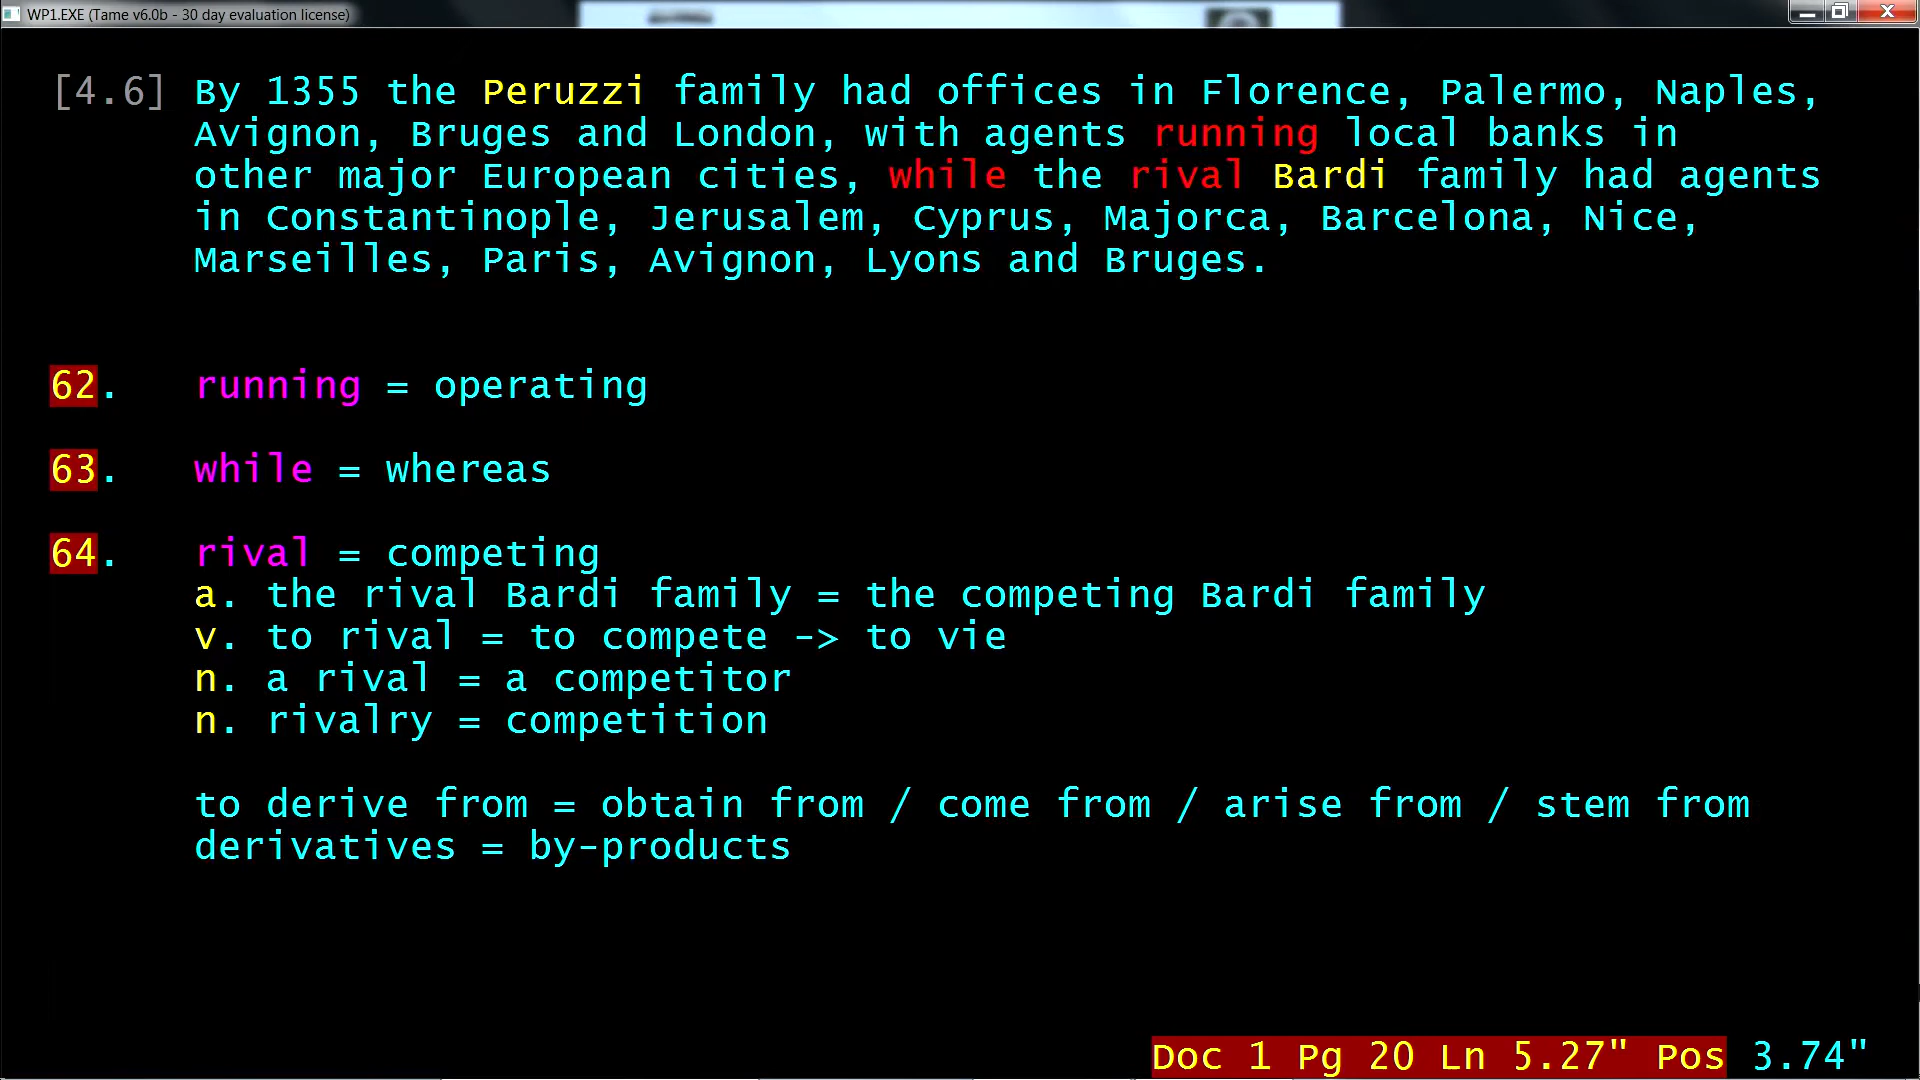 WP1.EXE (Tame v6.0b - 30 day evaluation license)
[4.6] By 1355 the Peruzzi family had offices in Florence, Palermo, Naples,
Avignon, Bruges and London, with agents running local banks in
other major European cities, while the rival Bardi family had agents
in Constantinople, Jerusalem, Cyprus, Majorca, Barcelona, Nice,
Marseilles, Paris, Avignon, Lyons and Bruges.
62. running = operating
63. while = whereas
64. rival = competing
a. the rival Bardi family = the competing Bardi family
v. to rival = to compete -> to vie
n. a rival = a competitor
n. rivalry = competition
to derive from = obtain from / come from / arise from / stem from
derivatives = by-products
Doc 1 Pg 20 Ln 5.27" Pos 3.74"